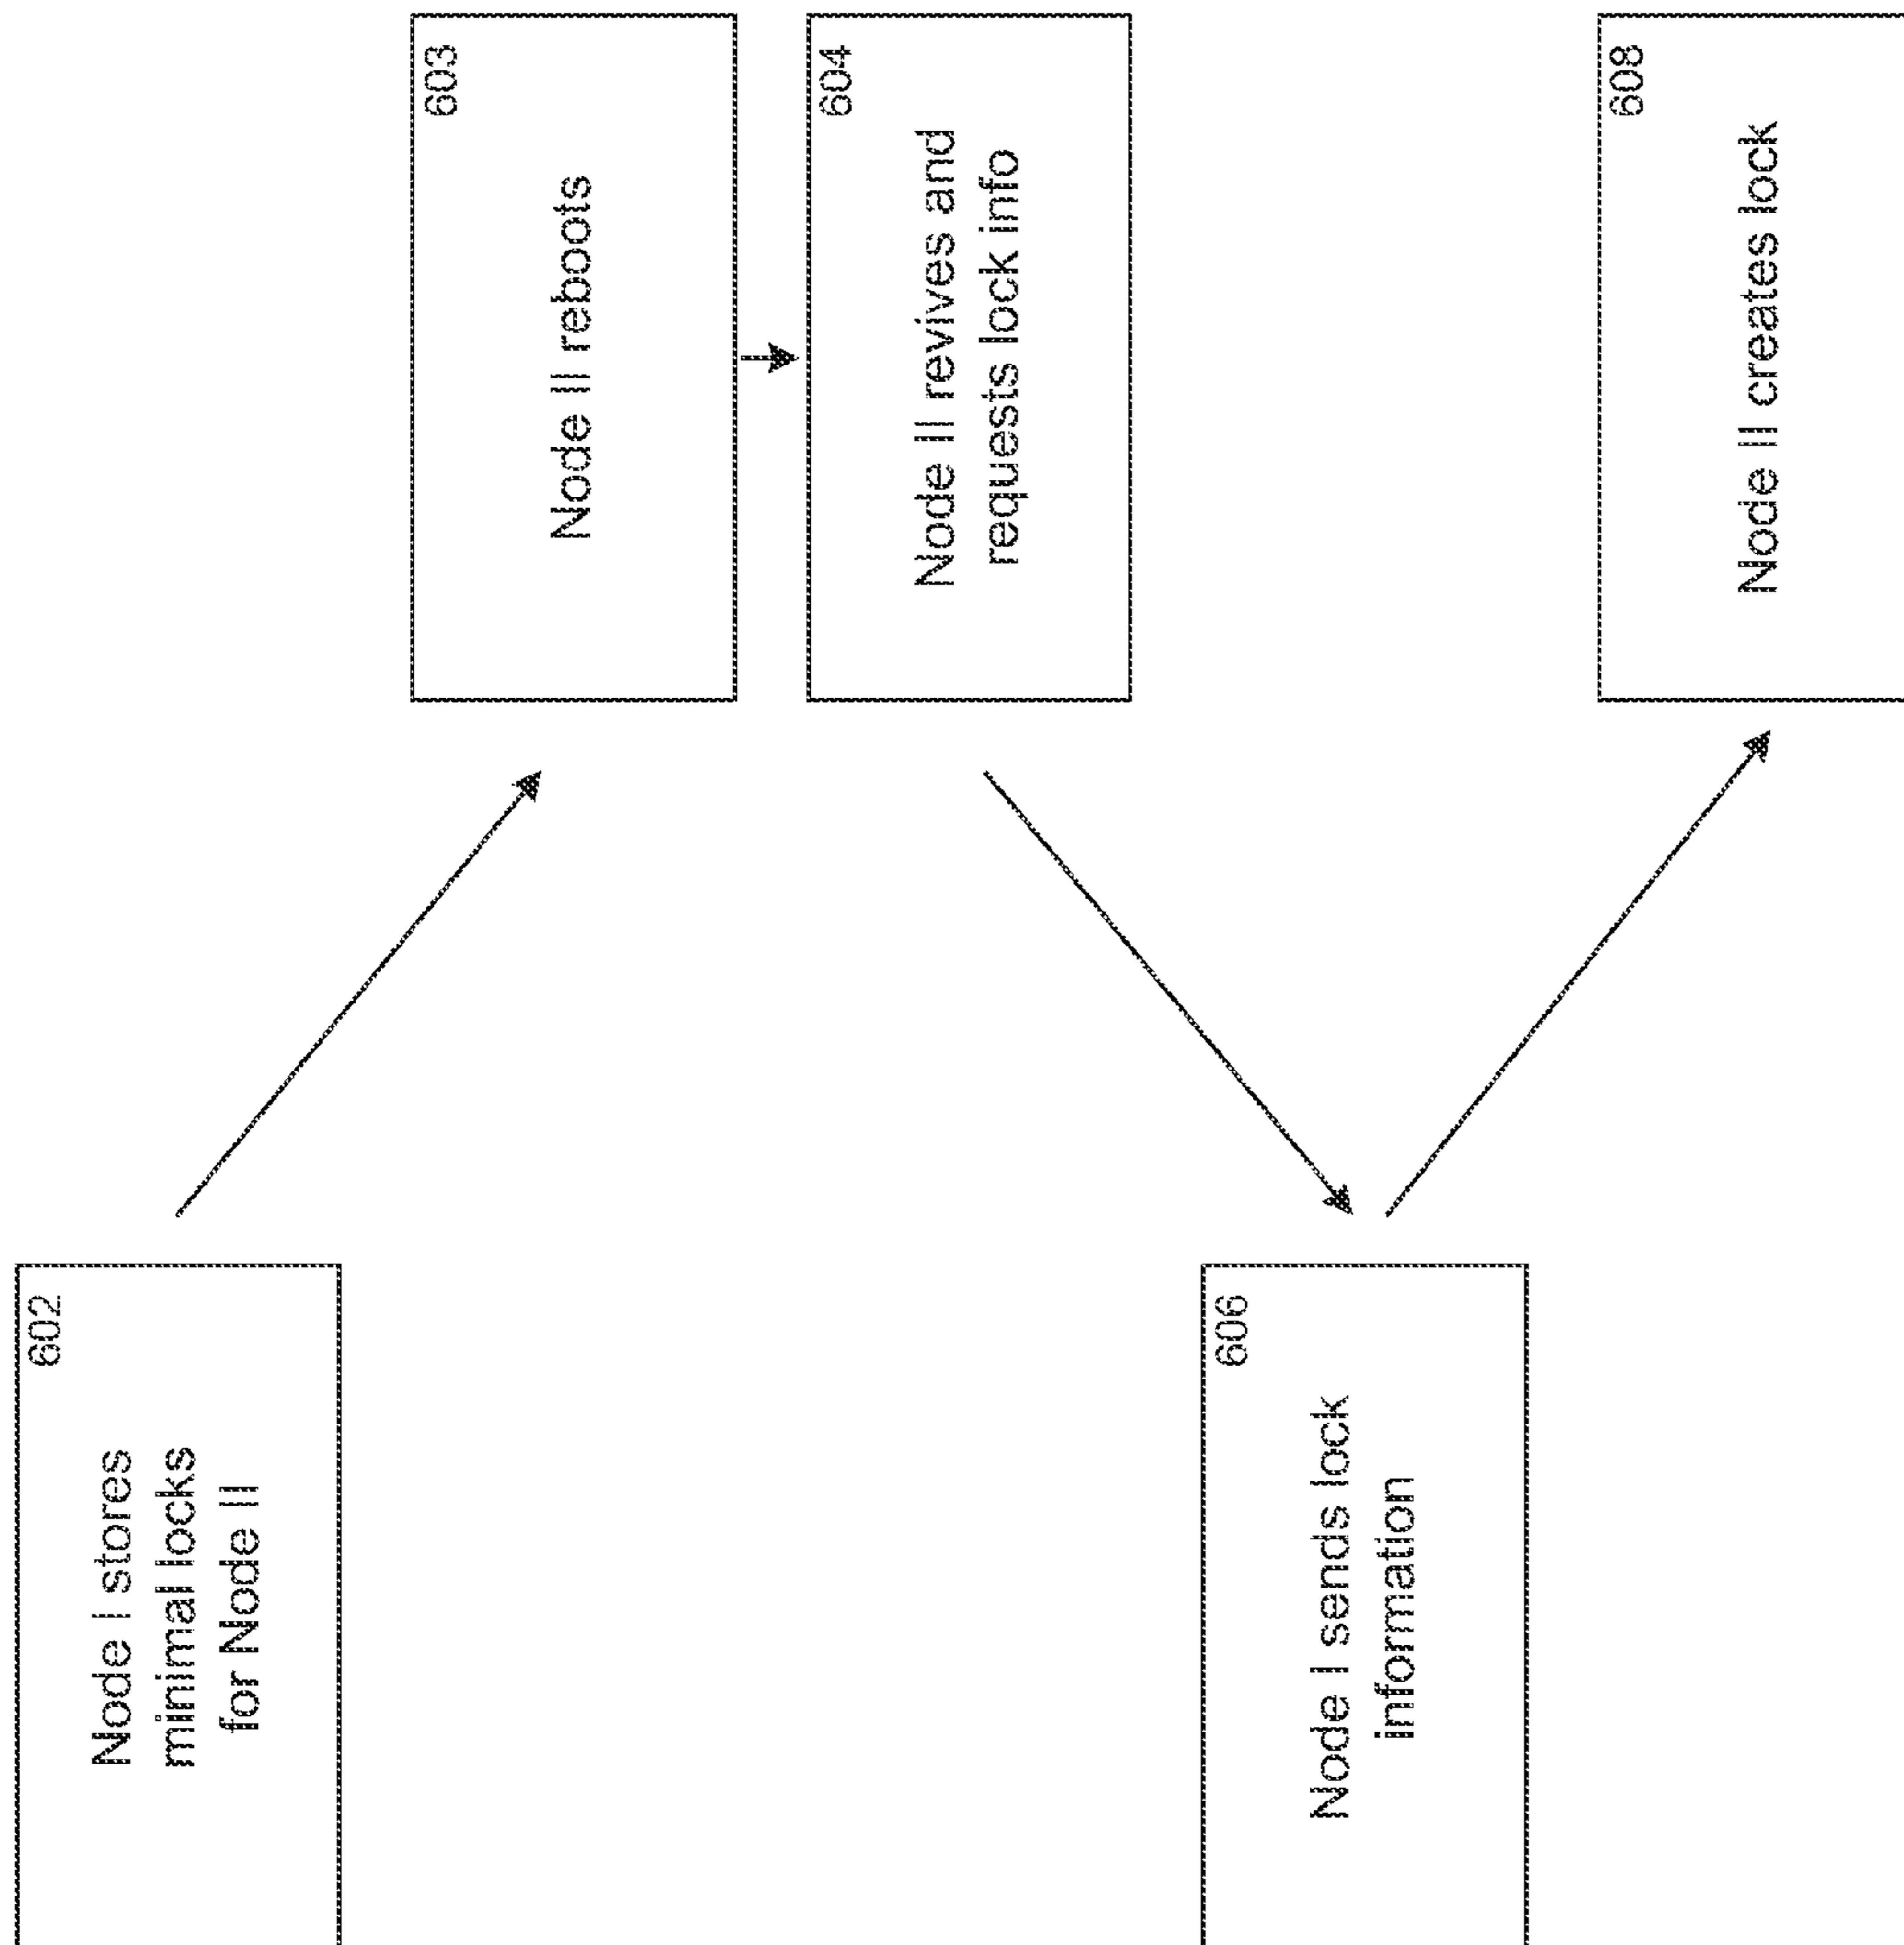 602
Node I stores
minimal locks
for Node II
603
Node II reboots
604
Node II revives and
requests lock info
606
Node I sends lock
information
608
Node II creates lock